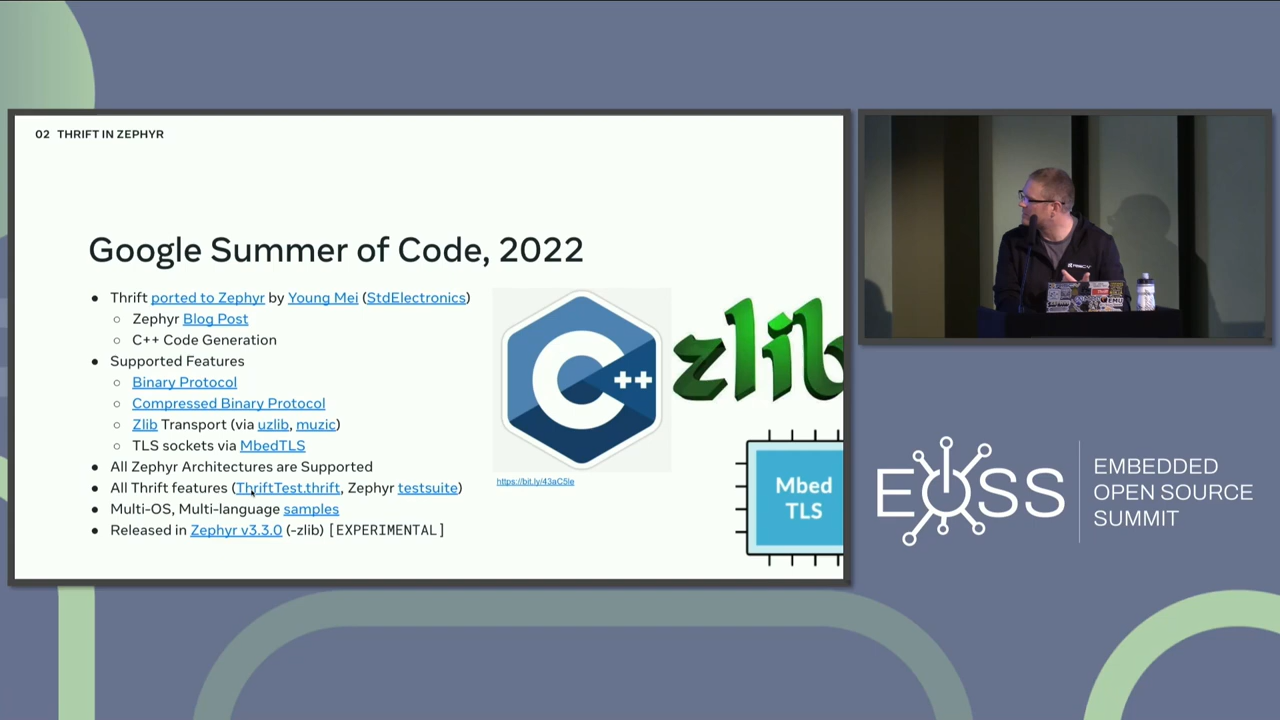 02 THRIFT IN ZEPHYR
Google Summer of Code, 2022
Thrift ported to Zephyr by Young Mei (StdElectronics)
Zephyr Blog Post
C++ Code Generation
Supported Features
Binary Protocol
Compressed Binary Protocol
Zlib Transport (via uzlib, muzic)
TLS sockets via MbedTLS
All Zephyr Architectures are Supported
All Thrift features (ThriftTest.thrift, Zephyr testsuite)
Multi-OS, Multi-language samples
Released in Zephyr v3.3.0 (-zlib) [EXPERIMENTAL]
C++
https://bit.ly/43aC5le
zlib
Mbed
TLS
EOSS
EMBEDDED
OPEN SOURCE
SUMMIT